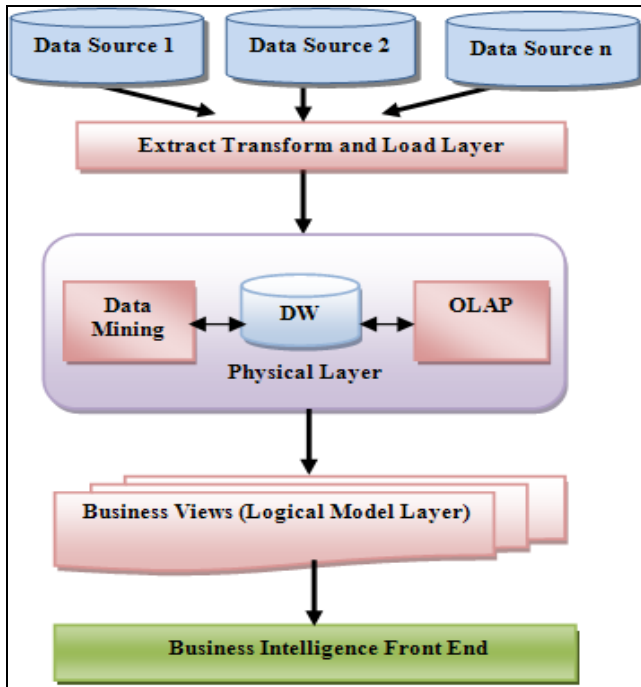 Data Source 1
Data Source 2
Data Source n
Extract Transform and Load Layer
Data
Mining
DW
OLAP
Physical Layer
Business Views (Logical Model Layer)
Business Intelligence Front End